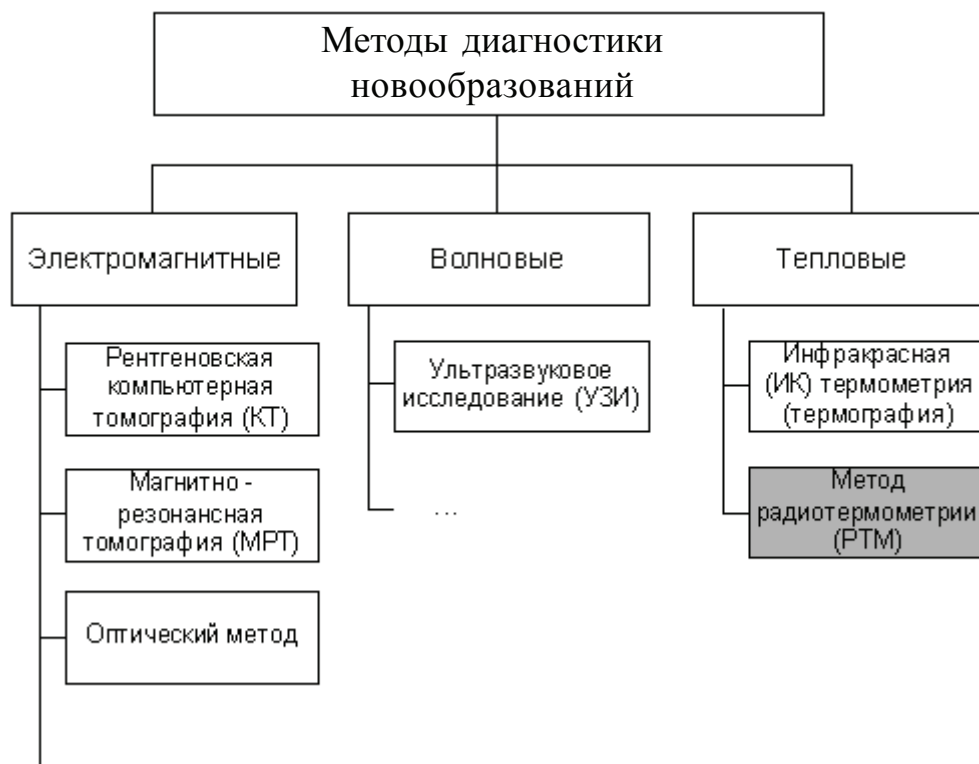 Методы диагностики
новообразований
Электромагнитные
Рентгеновская
компьютерная
томография (КТ)
Магнитно -
резонансная
томография (МРТ)
Оптический метод
Волновые
Ультразвуковое
исследование (УЗИ)
...
Тепловые
Инфракрасная
(ИК) термометрия
(термография)
Метод
радиотермометрии
(РТМ)